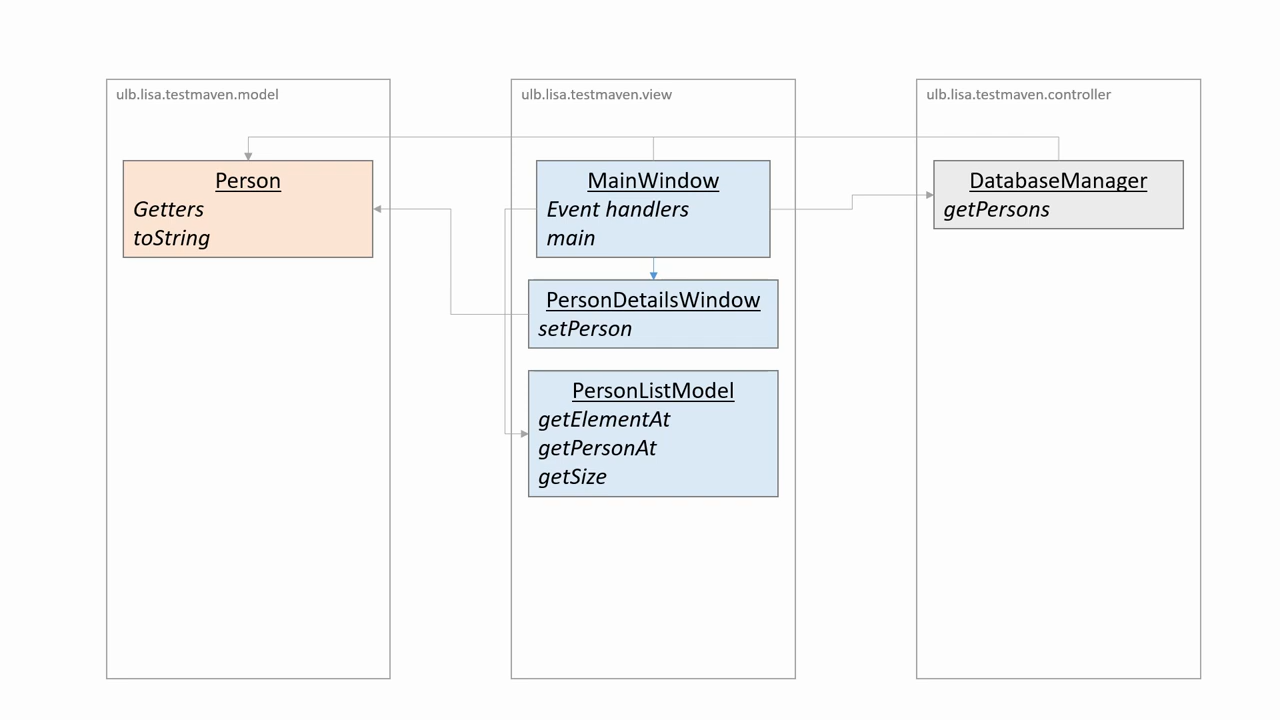 ulb.lisa.testmaven.model
Person
Getters
toString
ulb.lisa.testmaven.view
MainWindow
Event handlers
main
PersonDetailsWindow
setPerson
PersonListModel
getElementAt
getPersonAt
getSize
ulb.lisa.testmaven.controller
DatabaseManager
getPersons